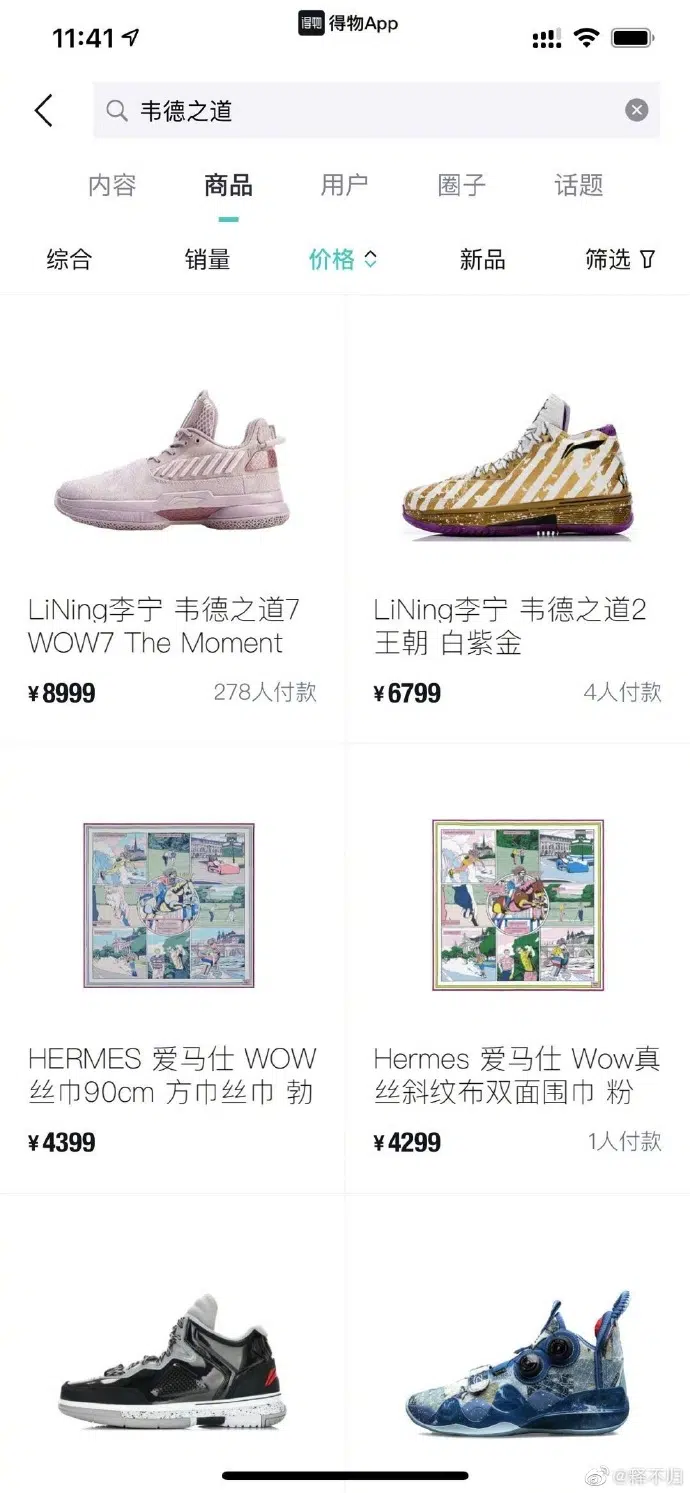 11:41
得物 得物App
韦德之道
内容 商品 用户 圈子 话题
综合 销量 价格 新品 筛选
LiNing李宁 韦德之道7
WOW7 The Moment
¥8999 278人付款
LiNing李宁 韦德之道2
王朝 白紫金
¥6799 4人付款
HERMES 爱马仕 WOW
丝巾90cm 方巾丝巾 勃
¥4399
Hermes 爱马仕 Wow真
丝斜纹布双面围巾 粉
¥4299 1人付款
@释不归